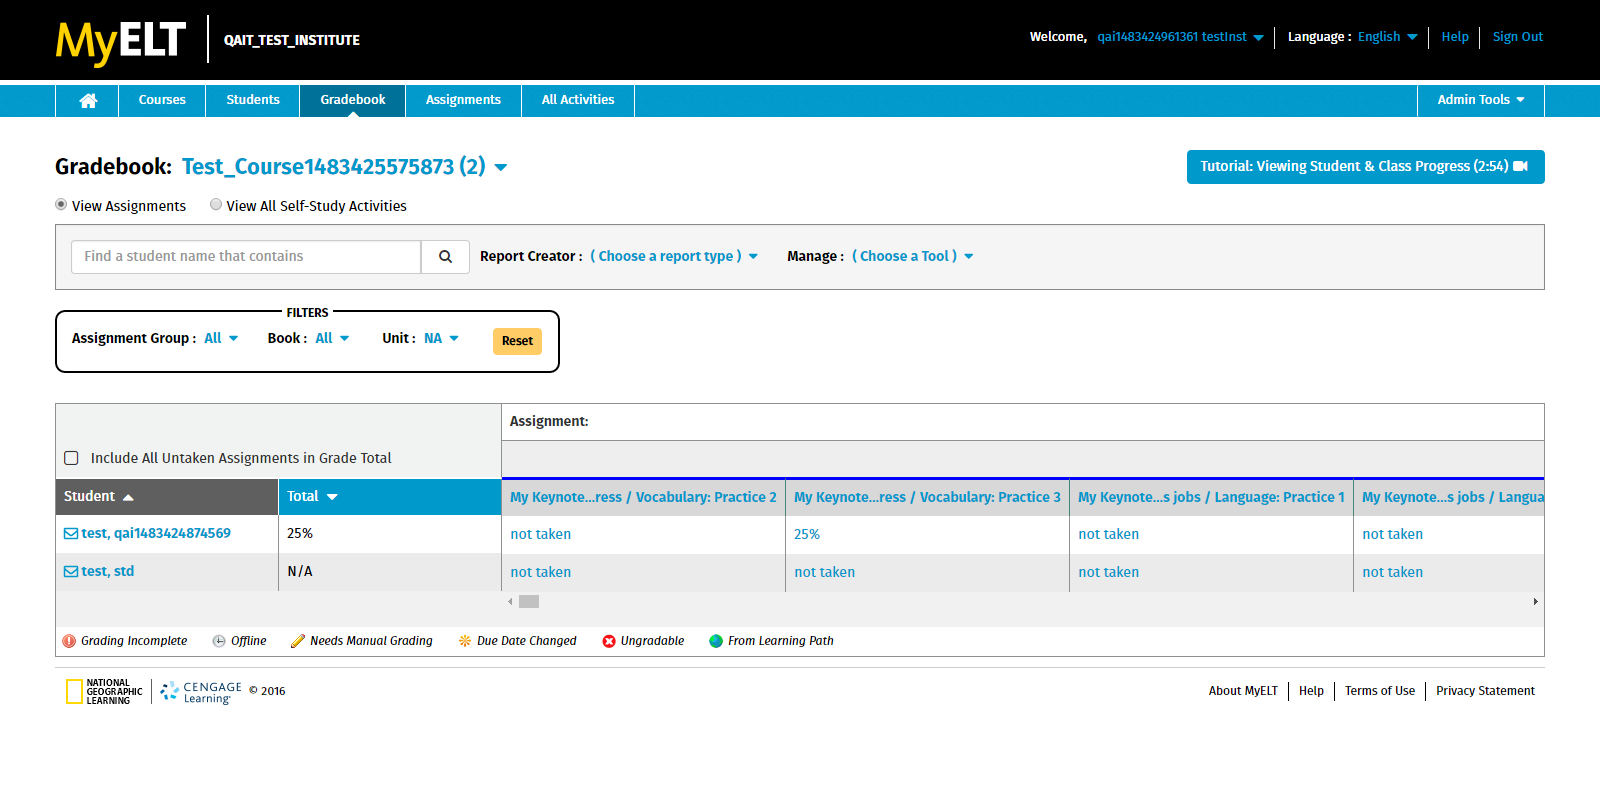 MyELT QAIT_TEST_INSTITUTE
Welcome, qai1483424961361 testInst Language : English Help Sign Out
Courses Students Gradebook Assignments All Activities Admin Tools
Gradebook: Test_Course1483425575873 (2)
Tutorial: Viewing Student & Class Progress (2:54)
View Assignments View All Self-Study Activities
Find a student name that contains Report Creator : ( Choose a report type ) Manage : ( Choose a Tool )
FILTERS
Assignment Group : All Book : All Unit : NA Reset
Assignment:
Include All Untaken Assignments in Grade Total
Student Total My Keynote...ress / Vocabulary: Practice 2 My Keynote...ress / Vocabulary: Practice 3 My Keynote...s jobs / Language: Practice 1 My Keynote...s jobs / Langua
test, qai1483424874569 25% not taken 25% not taken not taken
test, std N/A not taken not taken not taken not taken
Grading Incomplete Offline Needs Manual Grading Due Date Changed Ungradable From Learning Path
NATIONAL
GEOGRAPHIC
LEARNING
CENGAGE
Learning
© 2016
About MyELT Help Terms of Use Privacy Statement